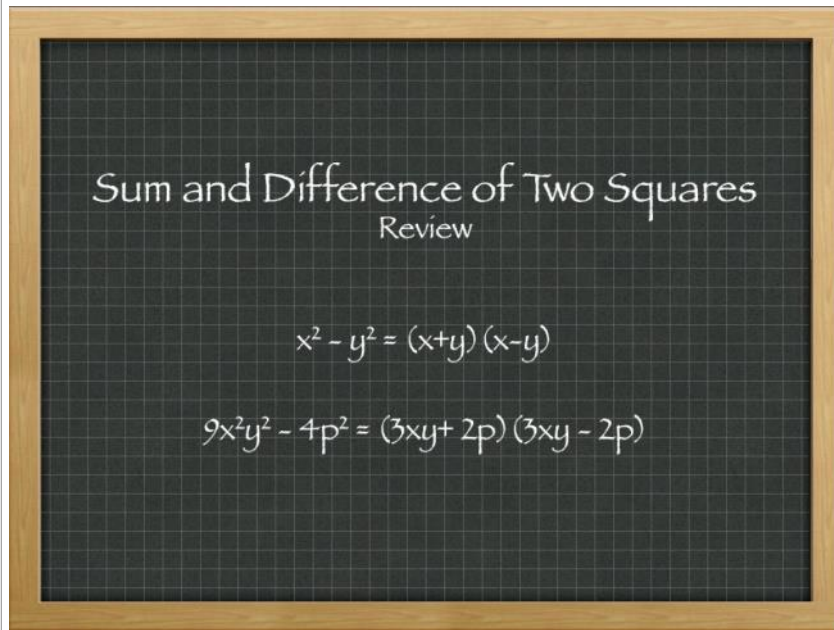 Sum and Difference of Two Squares
Review
x² - y² = (x+y) (x-y)
9x²y² - 4p² = (3xy+ 2p) (3xy - 2p)